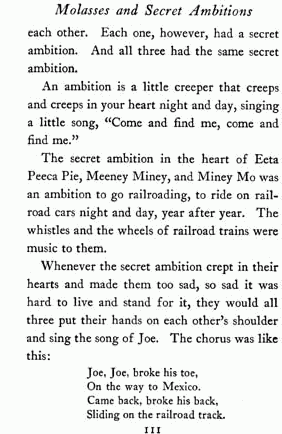 Molasses and Secret Ambitions
each other. Each one, however, had a secret
ambition. And all three had the same secret
ambition.
An ambition is a little creeper that creeps
and creeps in your heart night and day, singing
a little song, "Come and find me, come and
find me."
The secret ambition in the heart of Eeta
Peeca Pie, Meeney Miney, and Miney Mo was
an ambition to go railroading, to ride on rail-
road cars night and day, year after year. The
whistles and the wheels of railroad trains were
music to them.
Whenever the secret ambition crept in their
hearts and made them too sad, so sad it was
hard to live and stand for it, they would all
three put their hands on each other's shoulder
and sing the song of Joe. The chorus was like
this:
Joe, Joe, broke his toe,
On the way to Mexico.
Came back, broke his back,
Sliding on the railroad track.
111